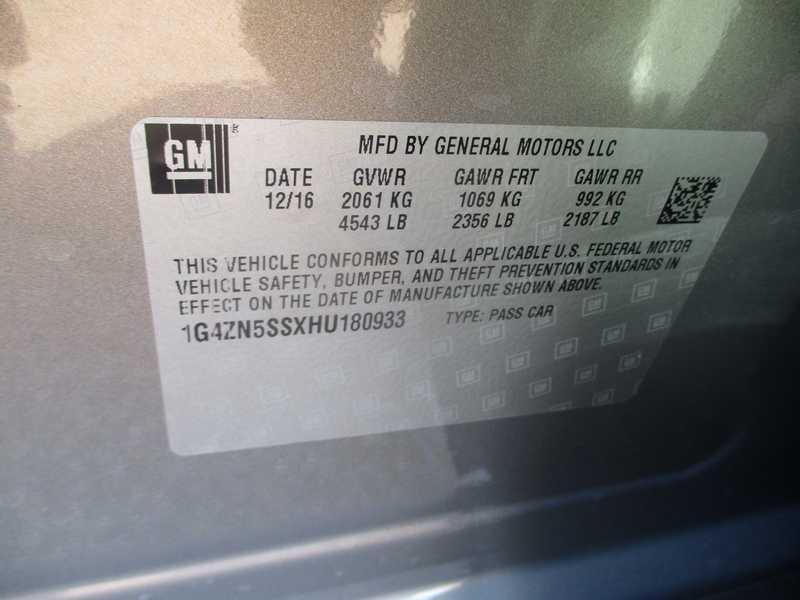 GM
MFD BY GENERAL MOTORS LLC
DATE GVWR GAWR FRT GAWR RR
12/16 2061 KG 1069 KG 992 KG
4543 LB 2356 LB 2187 LB
THIS VEHICLE CONFORMS TO ALL APPLICABLE U.S. FEDERAL MOTOR
VEHICLE SAFETY, BUMPER, AND THEFT PREVENTION STANDARDS IN
EFFECT ON THE DATE OF MANUFACTURE SHOWN ABOVE.
1G4ZN5SSXHU180933 TYPE: PASS CAR